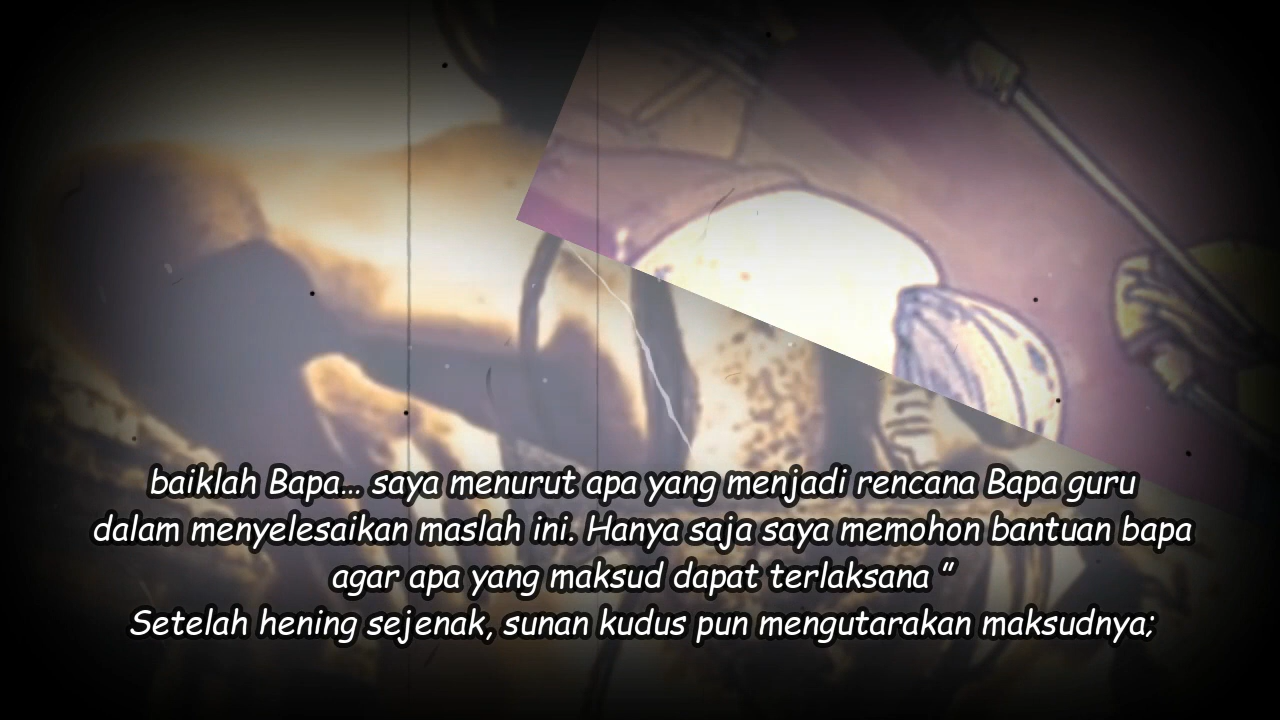 baiklah Bapa... saya menurut apa yang menjadi rencana Bapa guru
dalam menyelesaikan maslah ini. Hanya saja saya memohon bantuan bapa
agar apa yang maksud dapat terlaksana "
Setelah hening sejenak, sunan kudus pun mengutarakan maksudnya;